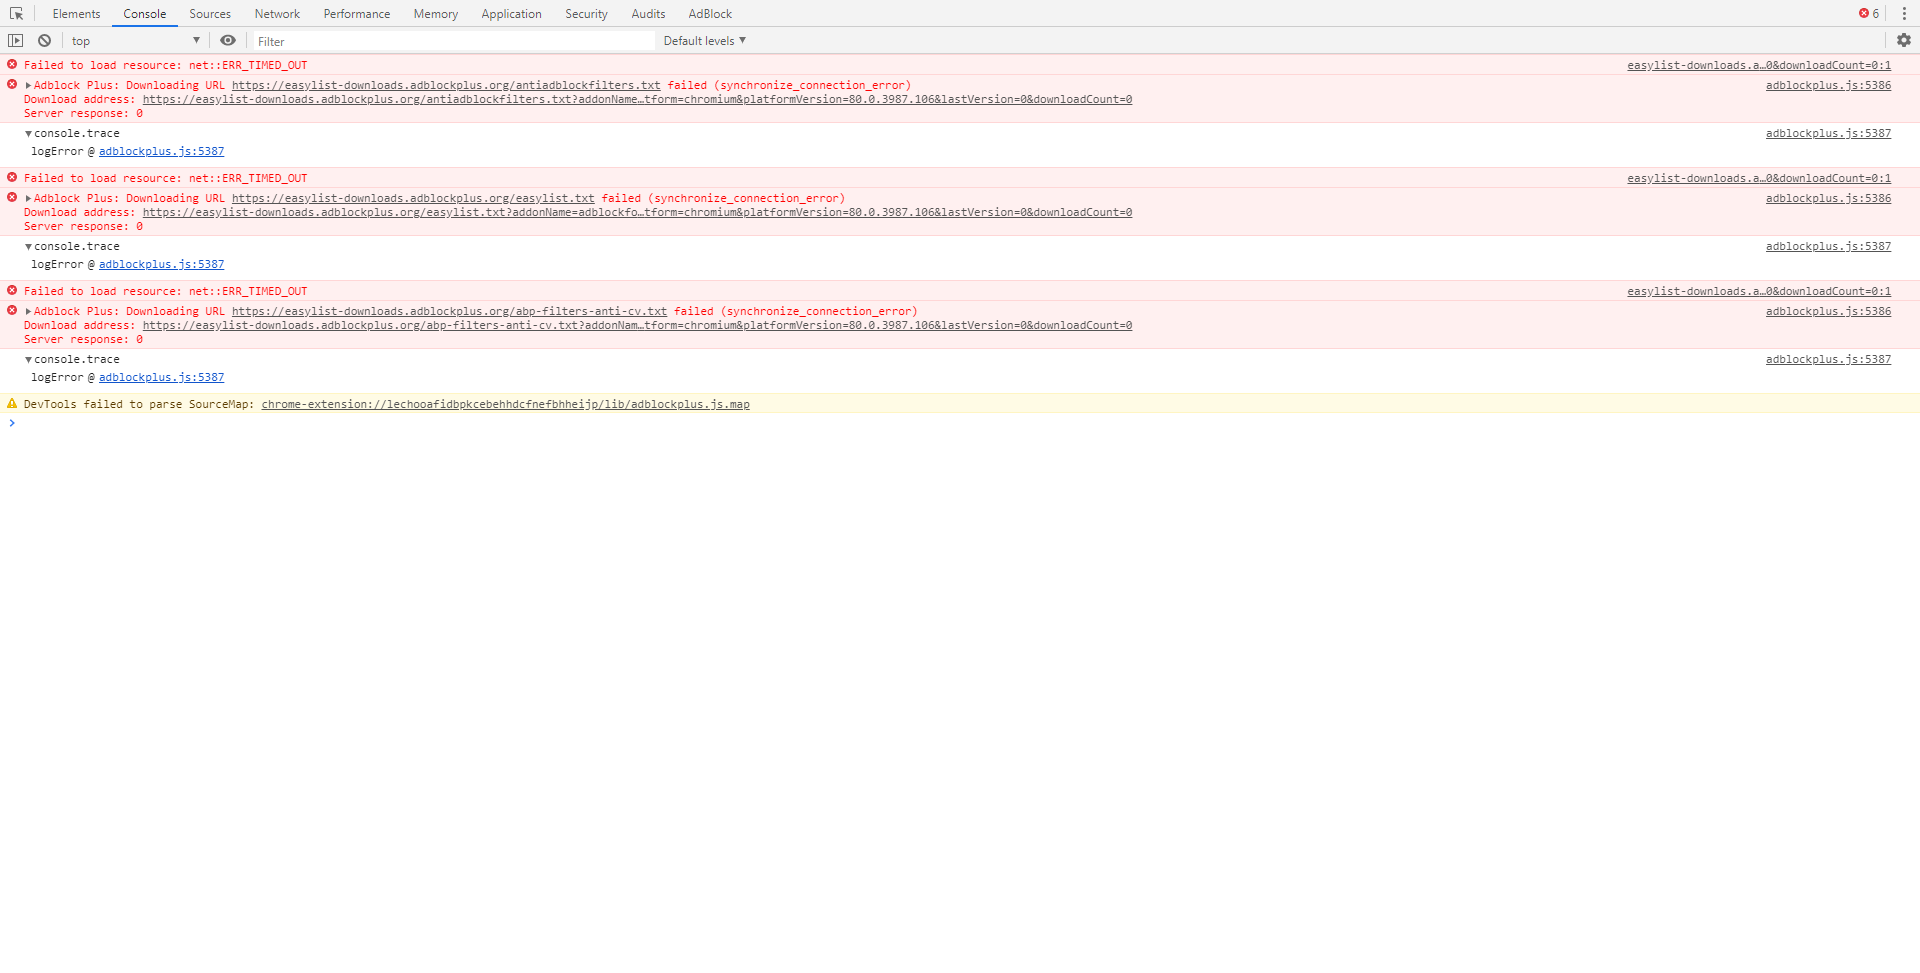 Elements Console Sources Network Performance Memory Application Security Audits AdBlock 6
top Filter Default levels
Failed to load resource: net::ERR_TIMED_OUT easylist-downloads.a…0&downloadCount=0:1
Adblock Plus: Downloading URL https://easylist-downloads.adblockplus.org/antiadblockfilters.txt failed (synchronize_connection_error) adblockplus.js:5386
Download address: https://easylist-downloads.adblockplus.org/antiadblockfilters.txt?addonName…tform=chromium&platformVersion=80.0.3987.106&lastVersion=0&downloadCount=0
Server response: 0
console.trace adblockplus.js:5387
logError @ adblockplus.js:5387
Failed to load resource: net::ERR_TIMED_OUT easylist-downloads.a…0&downloadCount=0:1
Adblock Plus: Downloading URL https://easylist-downloads.adblockplus.org/easylist.txt failed (synchronize_connection_error) adblockplus.js:5386
Download address: https://easylist-downloads.adblockplus.org/easylist.txt?addonName=adblockfo…tform=chromium&platformVersion=80.0.3987.106&lastVersion=0&downloadCount=0
Server response: 0
console.trace adblockplus.js:5387
logError @ adblockplus.js:5387
Failed to load resource: net::ERR_TIMED_OUT easylist-downloads.a…0&downloadCount=0:1
Adblock Plus: Downloading URL https://easylist-downloads.adblockplus.org/abp-filters-anti-cv.txt failed (synchronize_connection_error) adblockplus.js:5386
Download address: https://easylist-downloads.adblockplus.org/abp-filters-anti-cv.txt?addonNam…tform=chromium&platformVersion=80.0.3987.106&lastVersion=0&downloadCount=0
Server response: 0
console.trace adblockplus.js:5387
logError @ adblockplus.js:5387
DevTools failed to parse SourceMap: chrome-extension://lechooafidbpkcebehhdcfnefbhheijp/lib/adblockplus.js.map